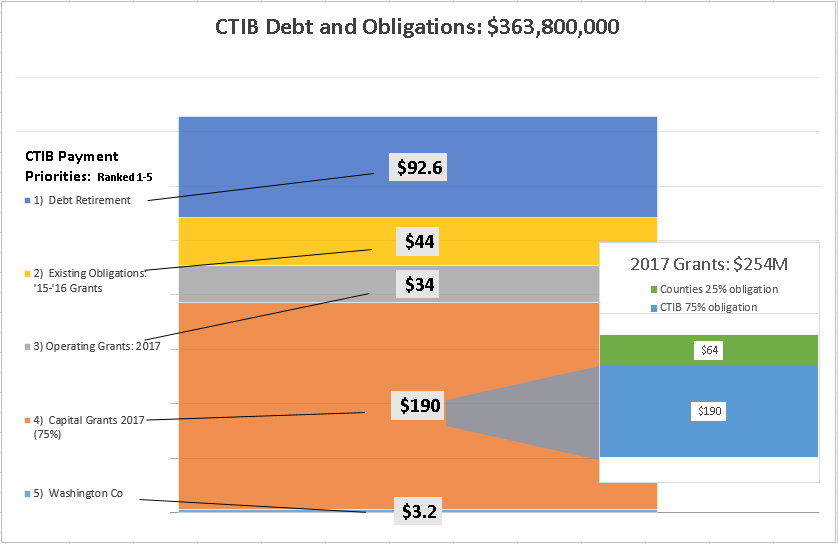 CTIB Debt and Obligations: $363,800,000
CTIB Payment
Priorities: Ranked 1-5
1) Debt Retirement
$92.6
2) Existing Obligations:
'15-'16 Grants
$44
3) Operating Grants: 2017
$34
4) Capital Grants 2017
(75%)
$190
5) Washington Co
$3.2
2017 Grants: $254M
Counties 25% obligation
CTIB 75% obligation
$64
$190